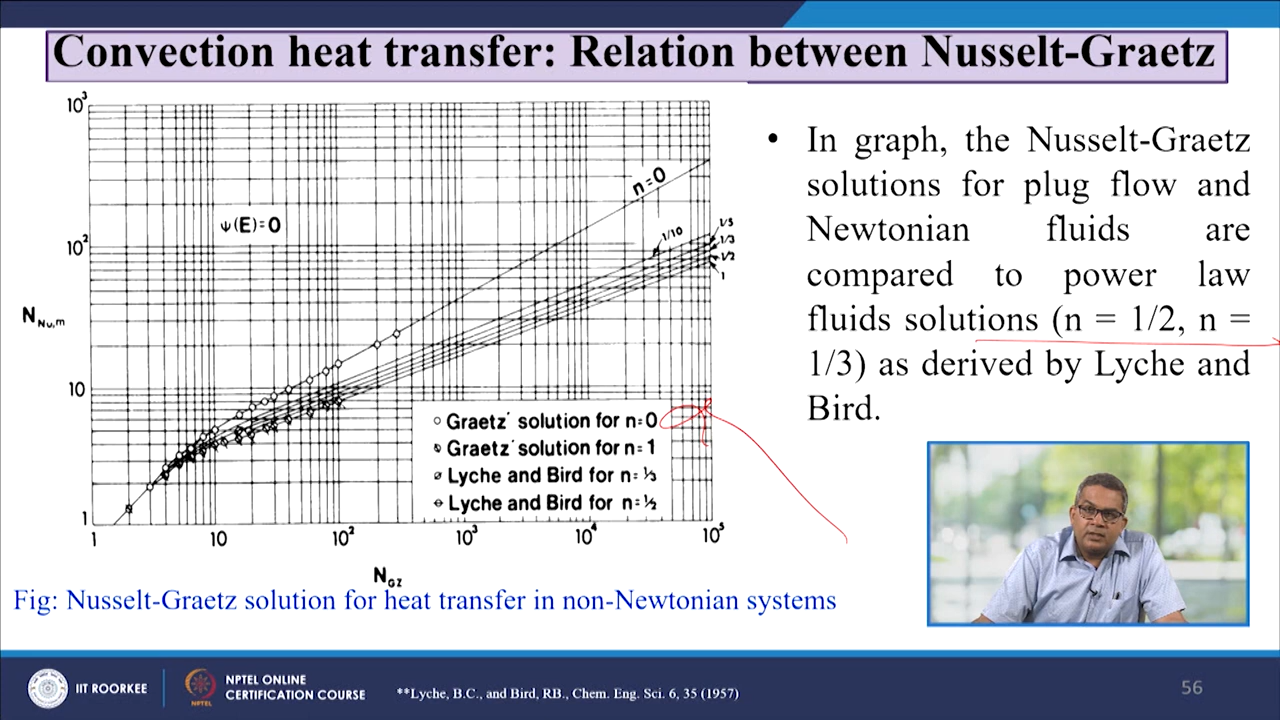 Convection heat transfer: Relation between Nusselt-Graetz
10³
10²
10
1
N Nu,m
ψ(E)=0
n=0
1/10
1/5
1/3
1/2
1
○ Graetz' solution for n=0
Graetz' solution for n=1
Lyche and Bird for n=⅓
Lyche and Bird for n=½
1 10 10² 10³ 10⁴ 10⁵
N GZ
Fig: Nusselt-Graetz solution for heat transfer in non-Newtonian systems
• In graph, the Nusselt-Graetz
solutions for plug flow and
Newtonian fluids are
compared to power law
fluids solutions (n = 1/2, n =
1/3) as derived by Lyche and
Bird.
IIT ROORKEE
NPTEL
NPTEL ONLINE
CERTIFICATION COURSE
**Lyche, B.C., and Bird, RB., Chem. Eng. Sci. 6, 35 (1957)
56